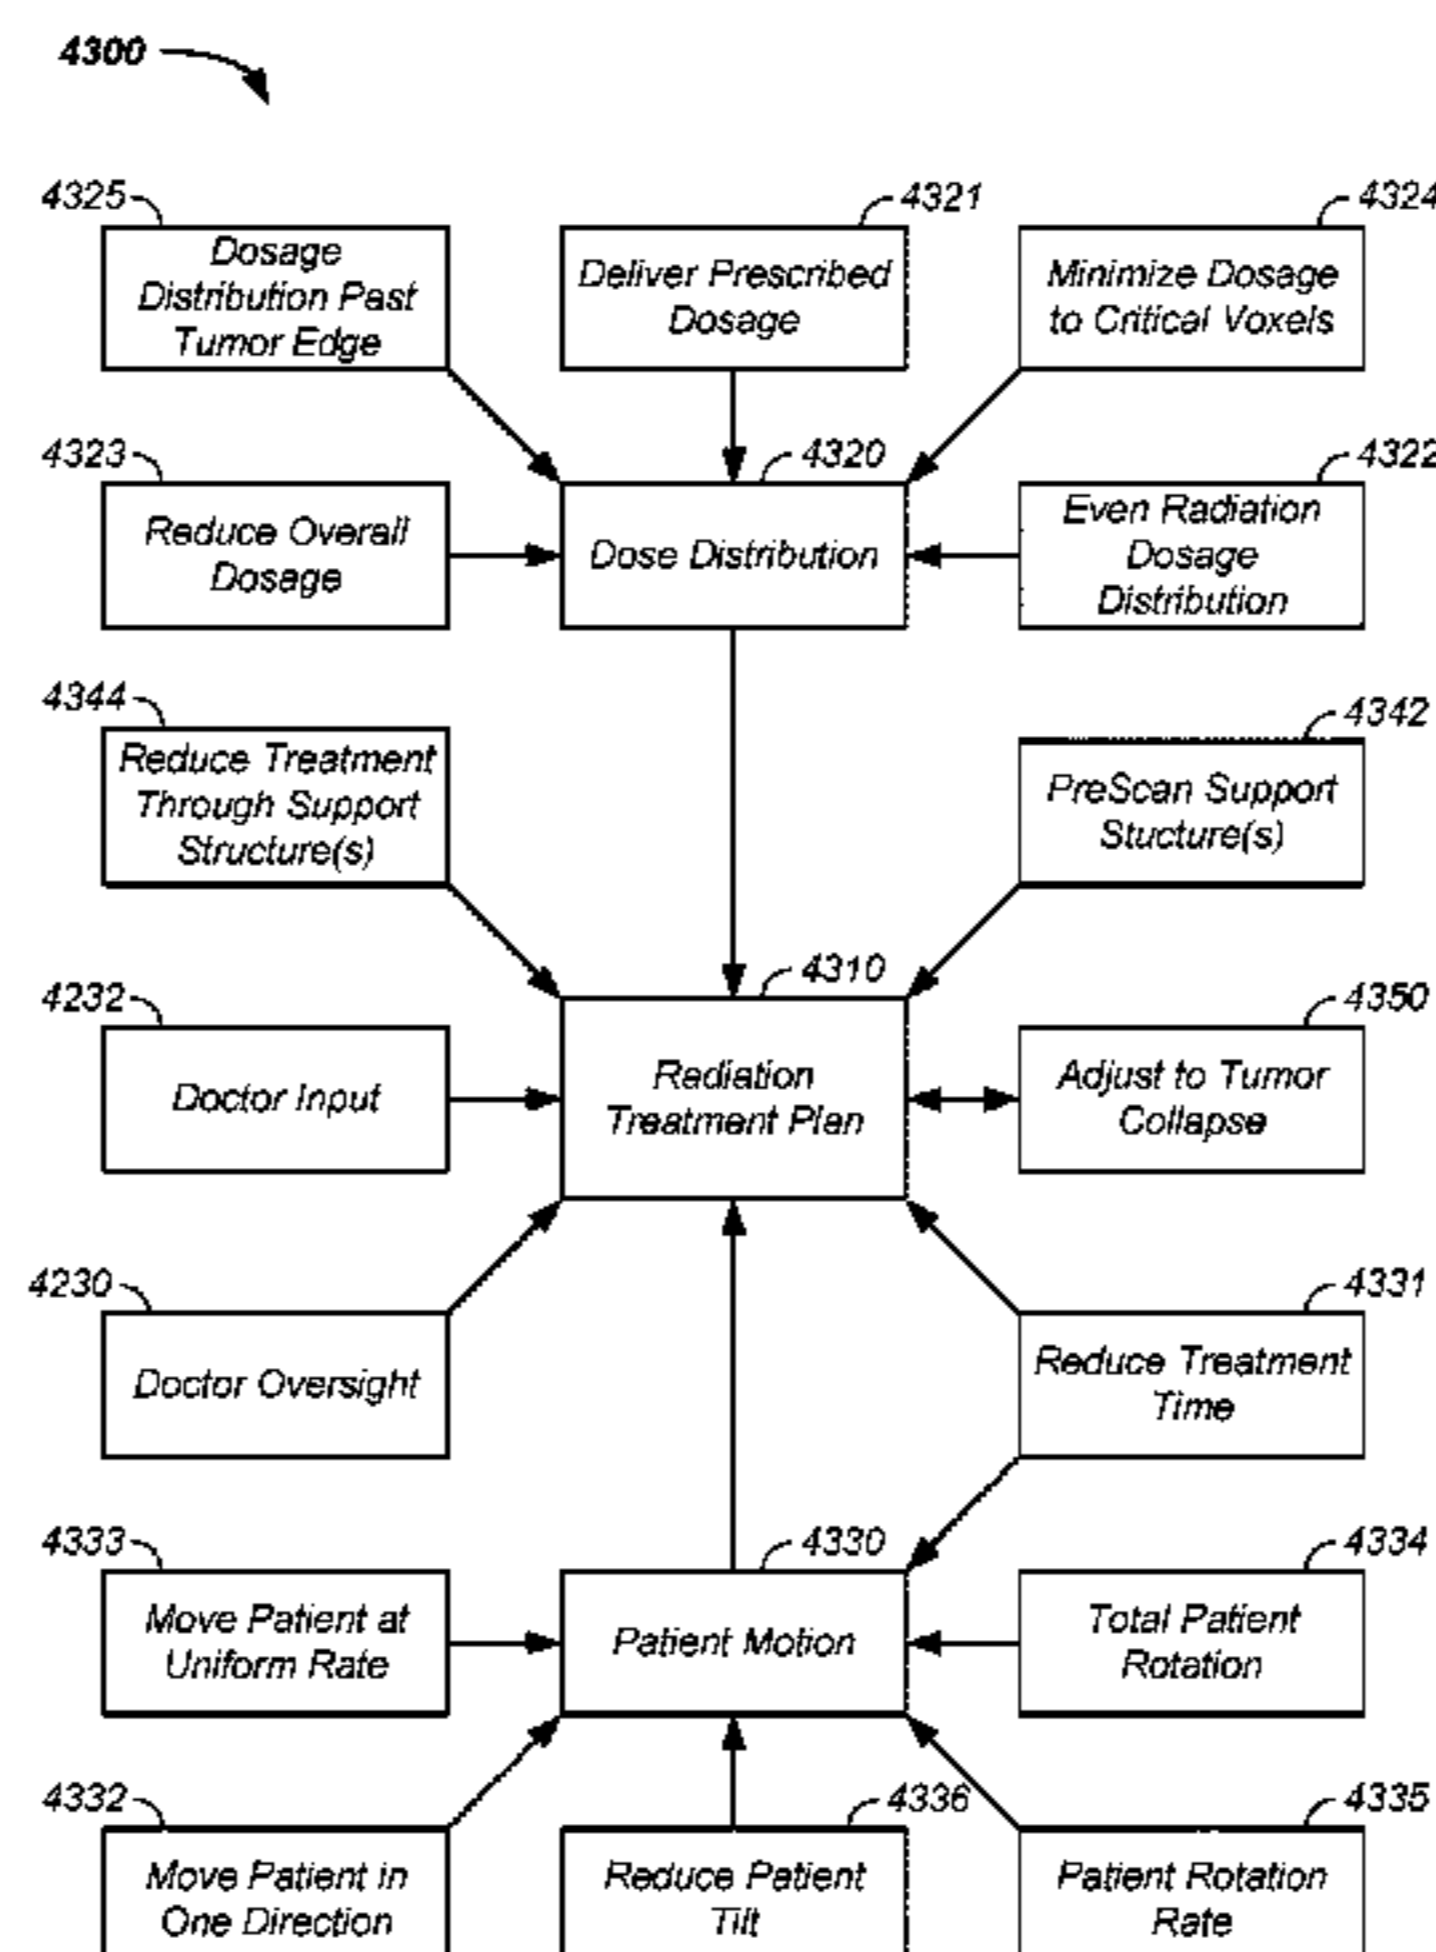 4300
4325
4321
4324
Dosage
Distribution Past
Tumor Edge
Deliver Prescribed
Dosage
Minimize Dosage
to Critical Voxels
4323
4320
4322
Reduce Overall
Dosage
Dose Distribution
Even Radiation
Dosage
Distribution
4344
4342
Reduce Treatment
Through Support
Structure(s)
PreScan Support
Stucture(s)
4310
4232
4350
Doctor Input
Radiation
Treatment Plan
Adjust to Tumor
Collapse
4230
4331
Doctor Oversight
Reduce Treatment
Time
4333
4330
4334
Move Patient at
Uniform Rate
Patient Motion
Total Patient
Rotation
4332
4336
4335
Move Patient in
One Direction
Reduce Patient
Tilt
Patient Rotation
Rate